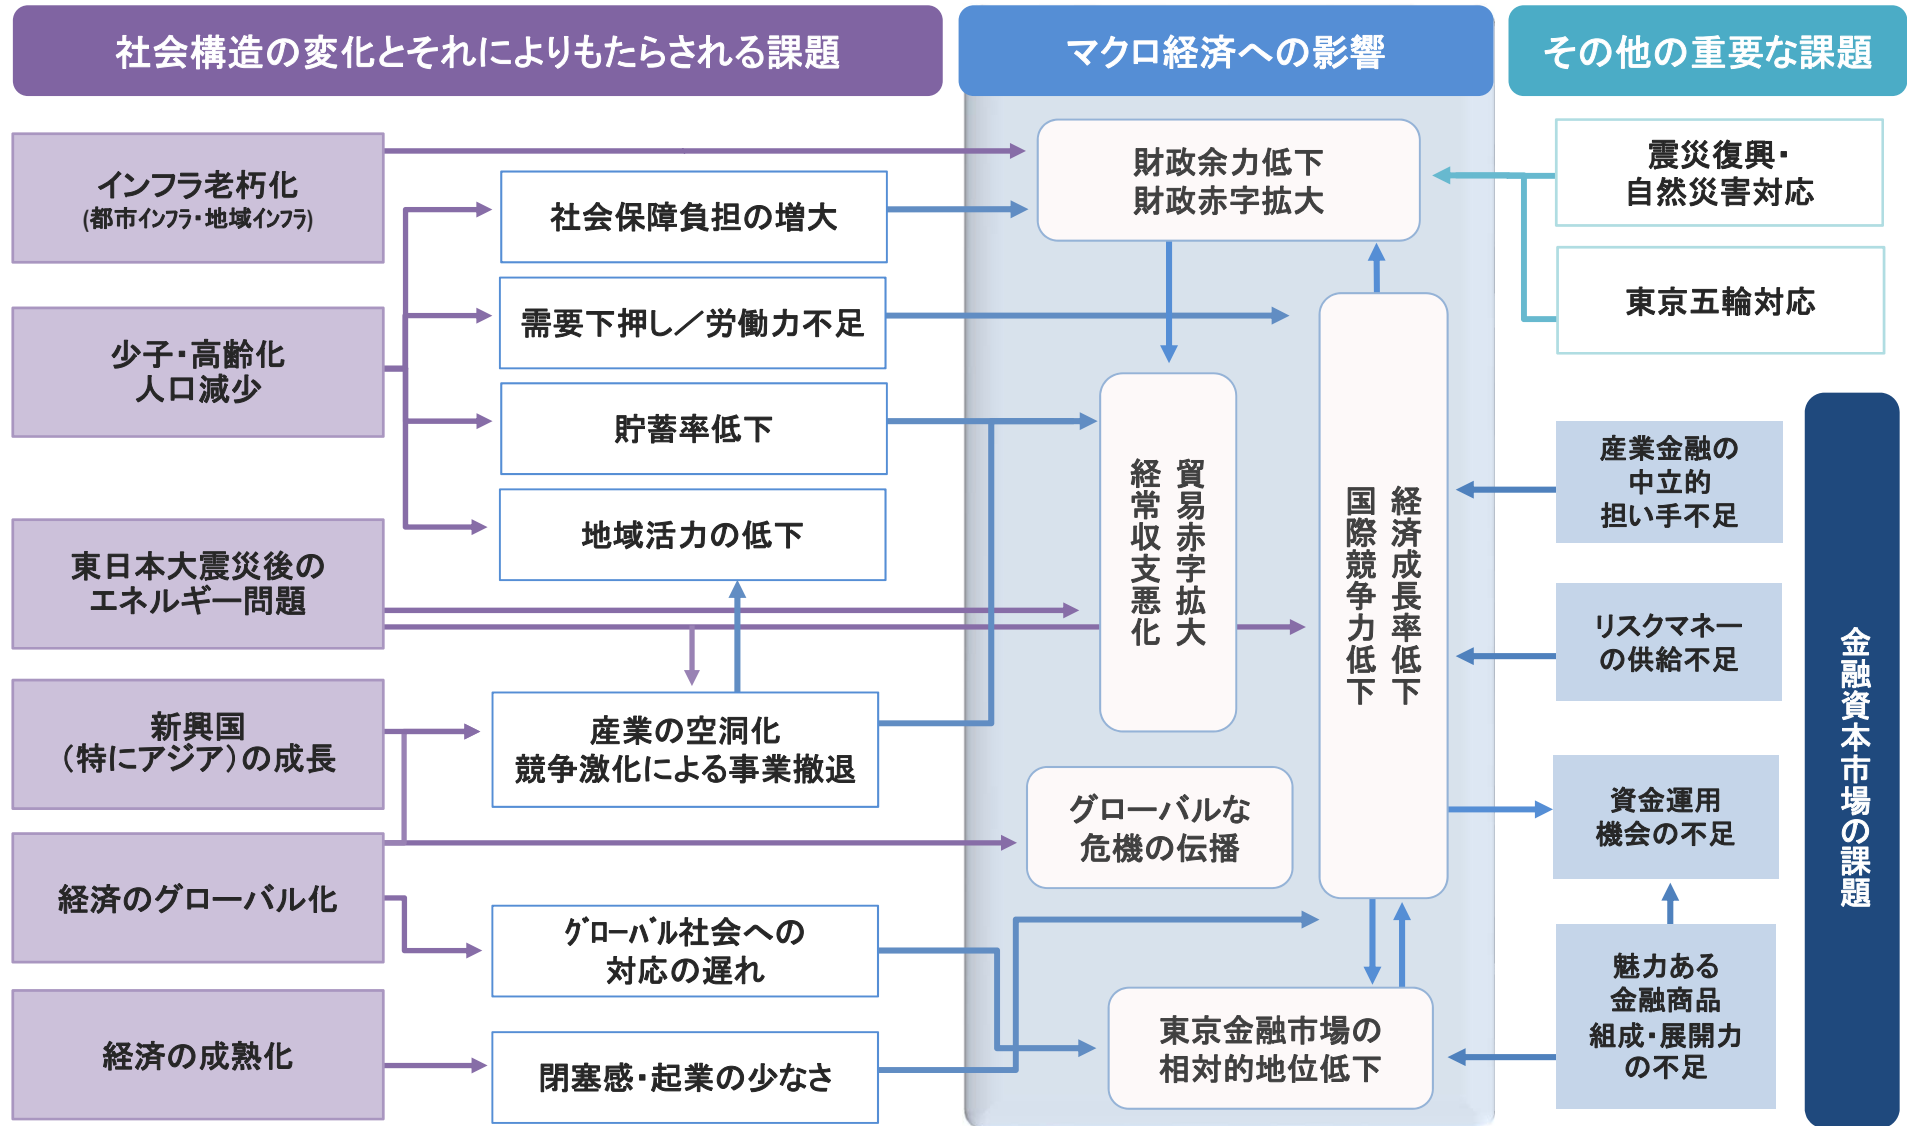 社会構造の変化とそれによりもたらされる課題
マクロ経済への影響
その他の重要な課題
インフラ老朽化
(都市インフラ・地域インフラ)
少子・高齢化
人口減少
東日本大震災後の
エネルギー問題
新興国
（特にアジア）の成長
経済のグローバル化
経済の成熟化
社会保障負担の増大
需要下押し／労働力不足
貯蓄率低下
地域活力の低下
産業の空洞化
競争激化による事業撤退
グローバル社会への
対応の遅れ
閉塞感・起業の少なさ
財政余力低下
財政赤字拡大
貿易赤字拡大
経常収支悪化
経済成長率低下
国際競争力低下
グローバルな
危機の伝播
東京金融市場の
相対的地位低下
震災復興・
自然災害対応
東京五輪対応
産業金融の
中立的
担い手不足
リスクマネー
の供給不足
資金運用
機会の不足
魅力ある
金融商品
組成・展開力
の不足
金融資本市場の課題